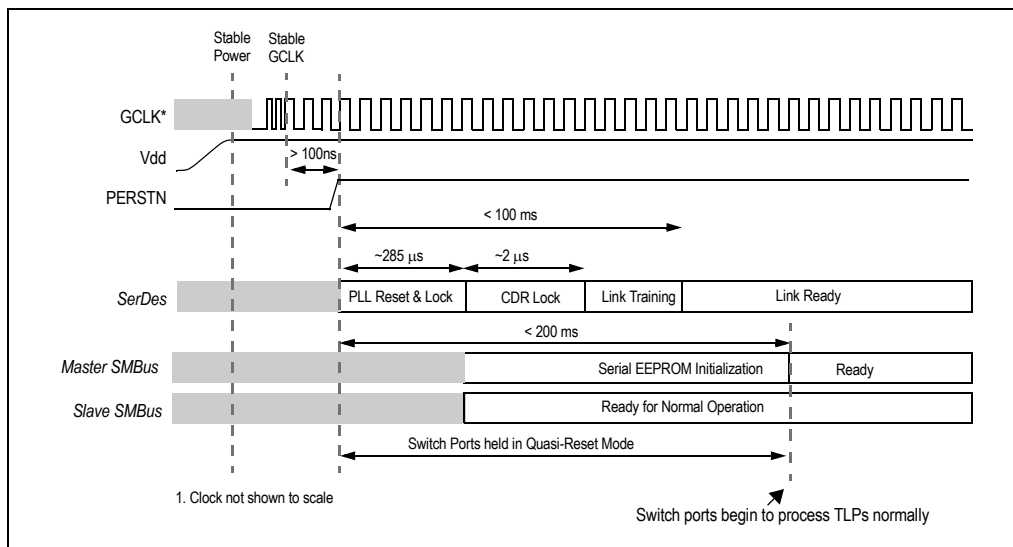 Stable Power
Stable GCLK
GCLK*
Vdd
> 100ns
PERSTN
< 100 ms
~285 μs
~2 μs
SerDes
PLL Reset & Lock
CDR Lock
Link Training
Link Ready
< 200 ms
Master SMBus
Serial EEPROM Initialization
Ready
Slave SMBus
Ready for Normal Operation
Switch Ports held in Quasi-Reset Mode
1. Clock not shown to scale
Switch ports begin to process TLPs normally